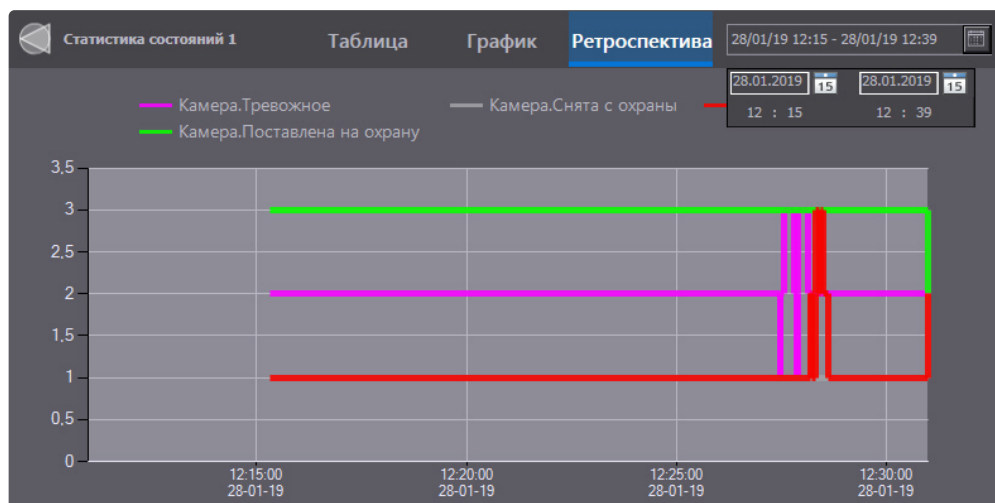 Статистика состояний 1
Таблица
График
Ретроспектива
28/01/19 12:15 - 28/01/19 12:39
28.01.2019 15 28.01.2019 15
12 : 15 12 : 39
Камера.Тревожное
Камера.Снята с охраны
Камера.Поставлена на охрану
3,5
3
2,5
2
1,5
1
0,5
0
12:15:00 12:20:00 12:25:00 12:30:00
28-01-19 28-01-19 28-01-19 28-01-19